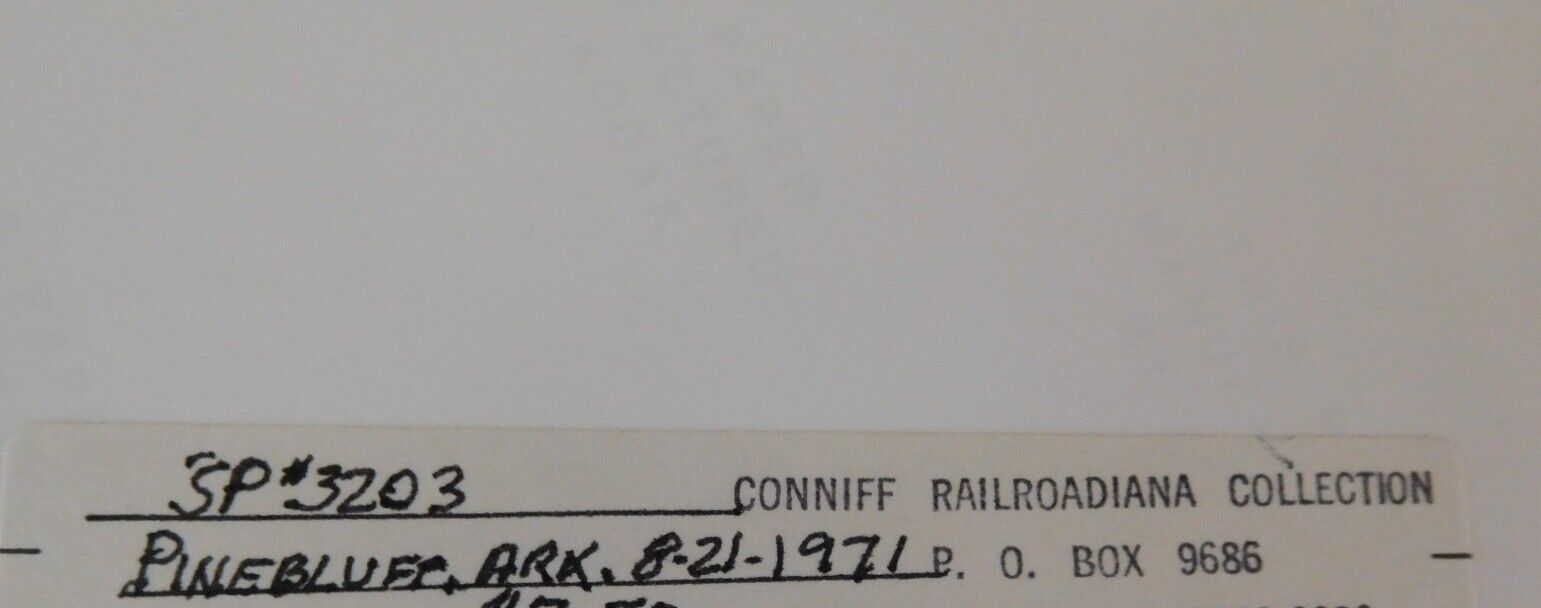 SP#3203 CONNIFF RAILROADIANA COLLECTION
PINEBLUFF, ARK. 8-21-1971 P. O. BOX 9686